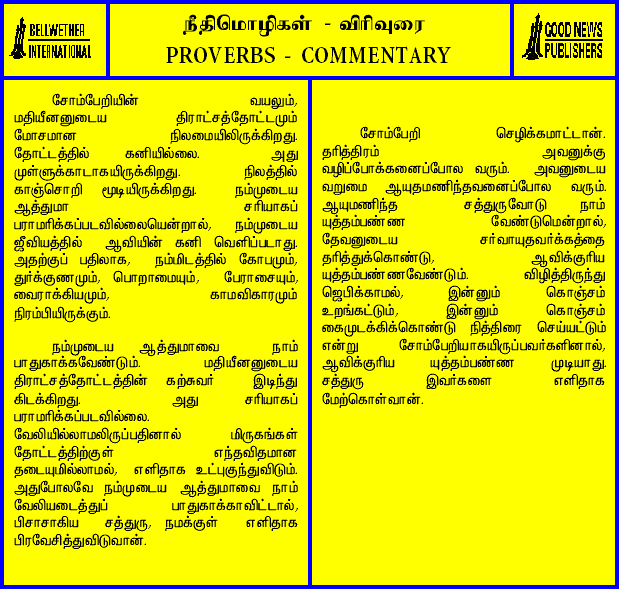 BELLWETHER
INTERNATIONAL
நீதிமொழிகள் - விரிவுரை
PROVERBS - COMMENTARY
GOOD NEWS
PUBLISHERS
சோம்பேறியின் வயலும்,
மதியீனனுடைய திராட்சத்தோட்டமும்
மோசமான நிலமையிலிருக்கிறது.
தோட்டத்தில் கனியில்லை. அது
முள்ளுக்காடாகயிருக்கிறது. நிலத்தில்
காஞ்சொறி மூடியிருக்கிறது. நம்முடைய
ஆத்துமா சரியாகப்
பராமரிக்கப்படவில்லையென்றால், நம்முடைய
ஜீவியத்தில் ஆவியின் கனி வெளிப்படாது.
அதற்குப் பதிலாக, நம்மிடத்தில் கோபமும்,
துர்க்குணமும், பொறாமையும், பேராசையும்,
வைராக்கியமும், காமவிகாரமும்
நிரம்பியிருக்கும்.
நம்முடைய ஆத்துமாவை நாம்
பாதுகாக்கவேண்டும். மதியீனனுடைய
திராட்சத்தோட்டத்தின் கற்சுவர் இடிந்து
கிடக்கிறது. அது சரியாகப்
பராமரிக்கப்படவில்லை.
வேலியில்லாமலிருப்பதினால் மிருகங்கள்
தோட்டத்திற்குள் எந்தவிதமான
தடையுமில்லாமல், எளிதாக உட்புகுந்துவிடும்.
அதுபோலவே நம்முடைய ஆத்துமாவை நாம்
வேலியடைத்துப் பாதுகாக்காவிட்டால்,
பிசாசாகிய சத்துரு, நமக்குள் எளிதாக
பிரவேசித்துவிடுவான்.
சோம்பேறி செழிக்கமாட்டான்.
தரித்திரம் அவனுக்கு
வழிப்போக்கனைப்போல வரும். அவனுடைய
வறுமை ஆயுதமணிந்தவனைப்போல வரும்.
ஆயுமணிந்த சத்துருவோடு நாம்
யுத்தம்பண்ண வேண்டுமென்றால்,
தேவனுடைய சர்வாயுதவர்க்கத்தை
தரித்துக்கொண்டு, ஆவிக்குரிய
யுத்தம்பண்ணவேண்டும். விழித்திருந்து
ஜெபிக்காமல், இன்னும் கொஞ்சம்
உறங்கட்டும், இன்னும் கொஞ்சம்
கைமுடக்கிக்கொண்டு நித்திரை செய்யட்டும்
என்று சோம்பேறியாகயிருப்பவர்களினால்,
ஆவிக்குரிய யுத்தம்பண்ண முடியாது.
சத்துரு இவர்களை எளிதாக
மேற்கொள்வான்.